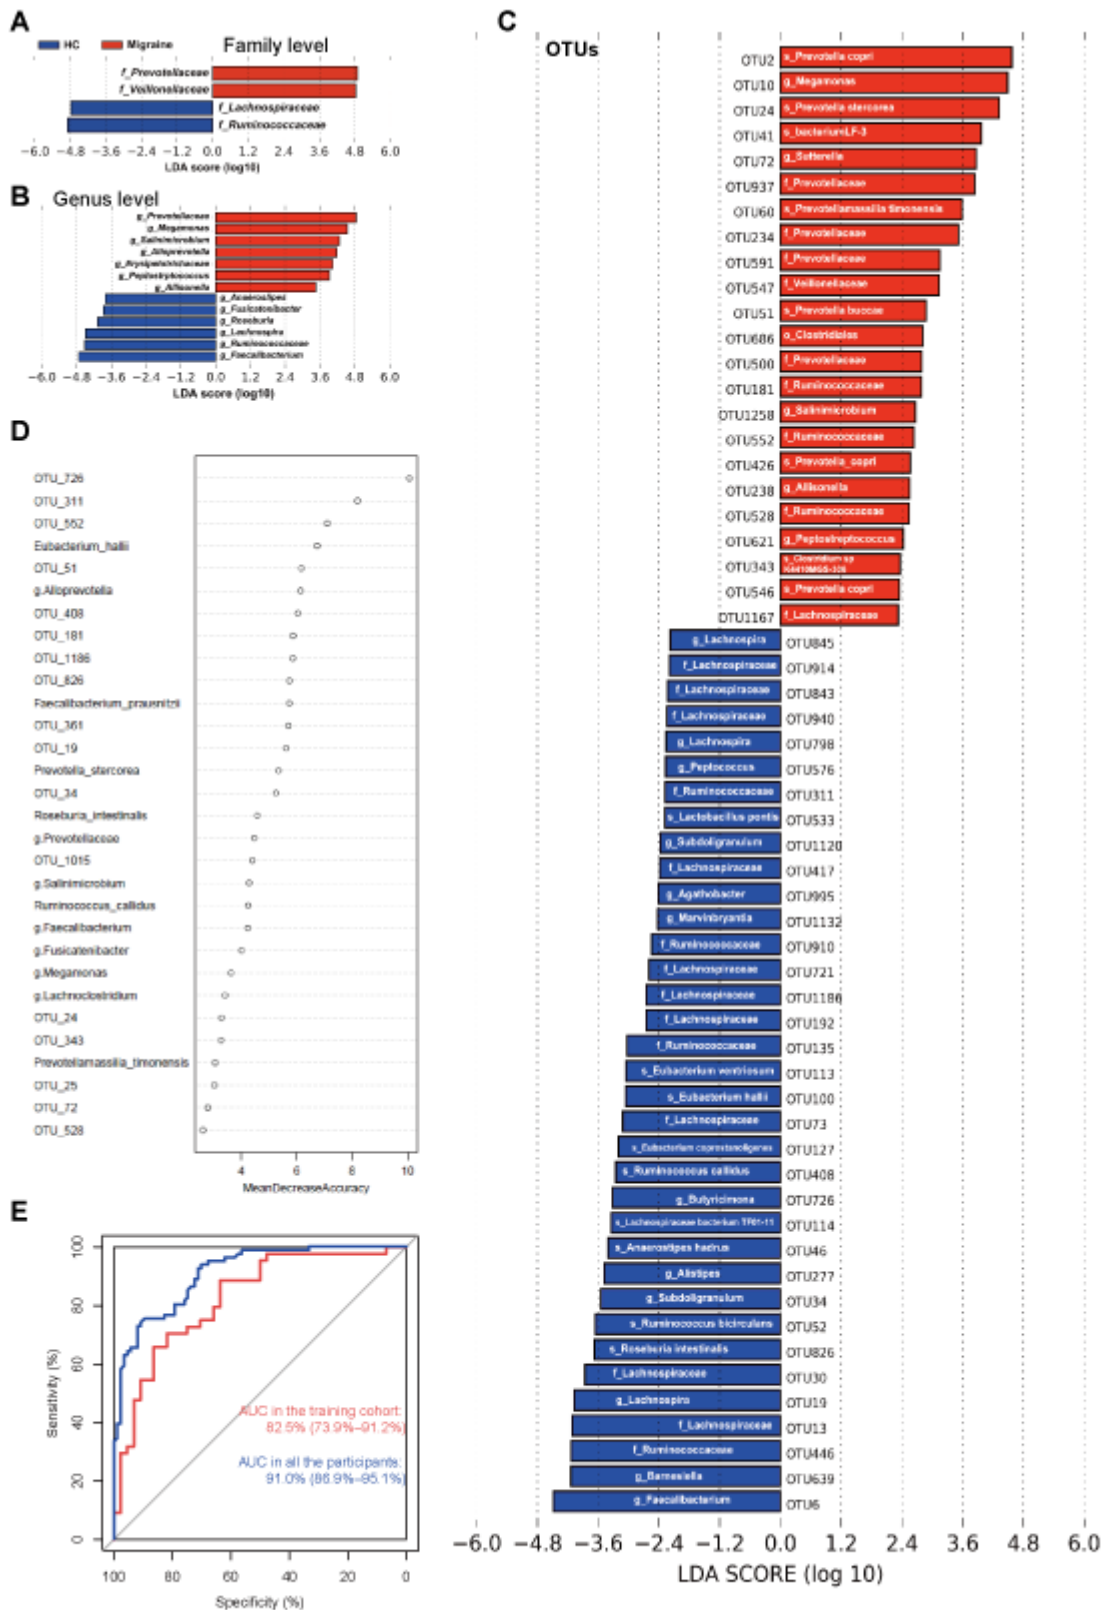 A
HC
Migraine
Family level
f_Prevotellaceae
f_Veillonellaceae
f_Lachnospiraceae
f_Ruminococcaceae
−6.0 −4.8 −3.6 −2.4 −1.2 0.0 1.2 2.4 3.6 4.8 6.0
LDA score (log10)
B
Genus level
g_Prevotellaceae
g_Megamonas
g_Salinimicrobium
g_Alloprevotella
g_Erysipelotrichaceae
g_Peptostreptococcus
g_Allisonella
g_Anaerostipes
g_Fusicatenibacter
g_Roseburia
g_Lachnospira
g_Ruminococcaceae
g_Faecalibacterium
−6.0 −4.8 −3.6 −2.4 −1.2 0.0 1.2 2.4 3.6 4.8 6.0
LDA score (log10)
D
OTU_726
OTU_311
OTU_552
Eubacterium_hallii
OTU_51
g.Alloprevotella
OTU_408
OTU_181
OTU_1186
OTU_826
Faecalibacterium_prausnitzii
OTU_361
OTU_19
Prevotella_stercorea
OTU_34
Roseburia_intestinalis
g.Prevotellaceae
OTU_1015
g.Salinimicrobium
Ruminococcus_callidus
g.Faecalibacterium
g.Fusicatenibacter
g.Megamonas
g.Lachnoclostridium
OTU_24
OTU_343
Prevotellamassilia_timonensis
OTU_25
OTU_72
OTU_528
4 6 8 10
MeanDecreaseAccuracy
E
Sensitivity (%)
100
80
60
40
20
0
AUC in the training cohort:
82.5% (73.9%−91.2%)
AUC in all the participants:
91.0% (86.9%−95.1%)
100 80 60 40 20 0
Specificity (%)
C
OTUs
OTU2 s_Prevotella copri
OTU10 g_Megamonas
OTU24 s_Prevotella stercorea
OTU41 s_bacteriumLF-3
OTU72 g_Sutterella
OTU937 f_Prevotellaceae
OTU60 s_Prevotellamassilia timonensis
OTU234 f_Prevotellaceae
OTU591 f_Prevotellaceae
OTU547 f_Veillonellaceae
OTU51 s_Prevotella buccae
OTU686 o_Clostridiales
OTU500 f_Prevotellaceae
OTU181 f_Ruminococcaceae
OTU1258 g_Salinimicrobium
OTU552 f_Ruminococcaceae
OTU426 s_Prevotella_copri
OTU238 g_Allisonella
OTU528 f_Ruminococcaceae
OTU621 g_Peptostreptococcus
OTU343 s_Clostridium sp
OTU546 s_Prevotella copri
OTU1167 f_Lachnospiraceae
g_Lachnospira OTU845
f_Lachnospiraceae OTU914
f_Lachnospiraceae OTU843
f_Lachnospiraceae OTU940
g_Lachnospira OTU798
g_Peptococcus OTU576
f_Ruminococcaceae OTU311
s_Lactobacillus pontis OTU533
g_Subdoligranulum OTU1120
f_Lachnospiraceae OTU417
g_Agathobacter OTU995
g_Marvinbryantia OTU1132
f_Ruminococcaceae OTU910
f_Lachnospiraceae OTU721
f_Lachnospiraceae OTU1186
f_Lachnospiraceae OTU192
f_Ruminococcaceae OTU135
s_Eubacterium ventriosum OTU113
s_Eubacterium hallii OTU100
f_Lachnospiraceae OTU73
s_Eubacterium coprostanoligenes OTU127
s_Ruminococcus callidus OTU408
g_Butyricimona OTU726
s_Lachnospiraceae bacterium TF01-11 OTU114
s_Anaerostipes hadrus OTU46
g_Alistipes OTU277
g_Subdoligranulum OTU34
s_Ruminococcus bicirculans OTU52
s_Roseburia intestinalis OTU826
f_Lachnospiraceae OTU30
g_Lachnospira OTU19
f_Lachnospiraceae OTU13
f_Ruminococcaceae OTU446
g_Barnesiella OTU639
g_Faecalibacterium OTU6
−6.0 −4.8 −3.6 −2.4 −1.2 0.0 1.2 2.4 3.6 4.8 6.0
LDA SCORE (log 10)